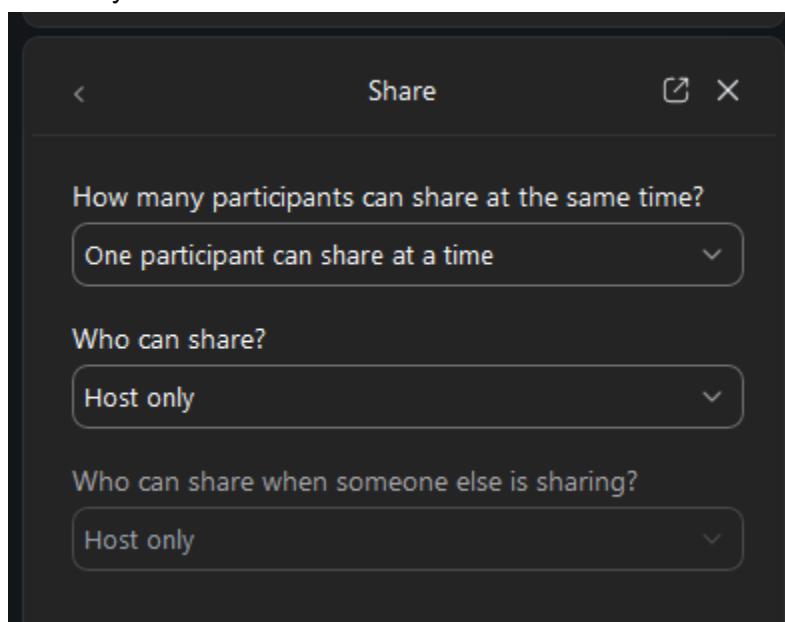 Share
How many participants can share at the same time?
One participant can share at a time
Who can share?
Host only
Who can share when someone else is sharing?
Host only